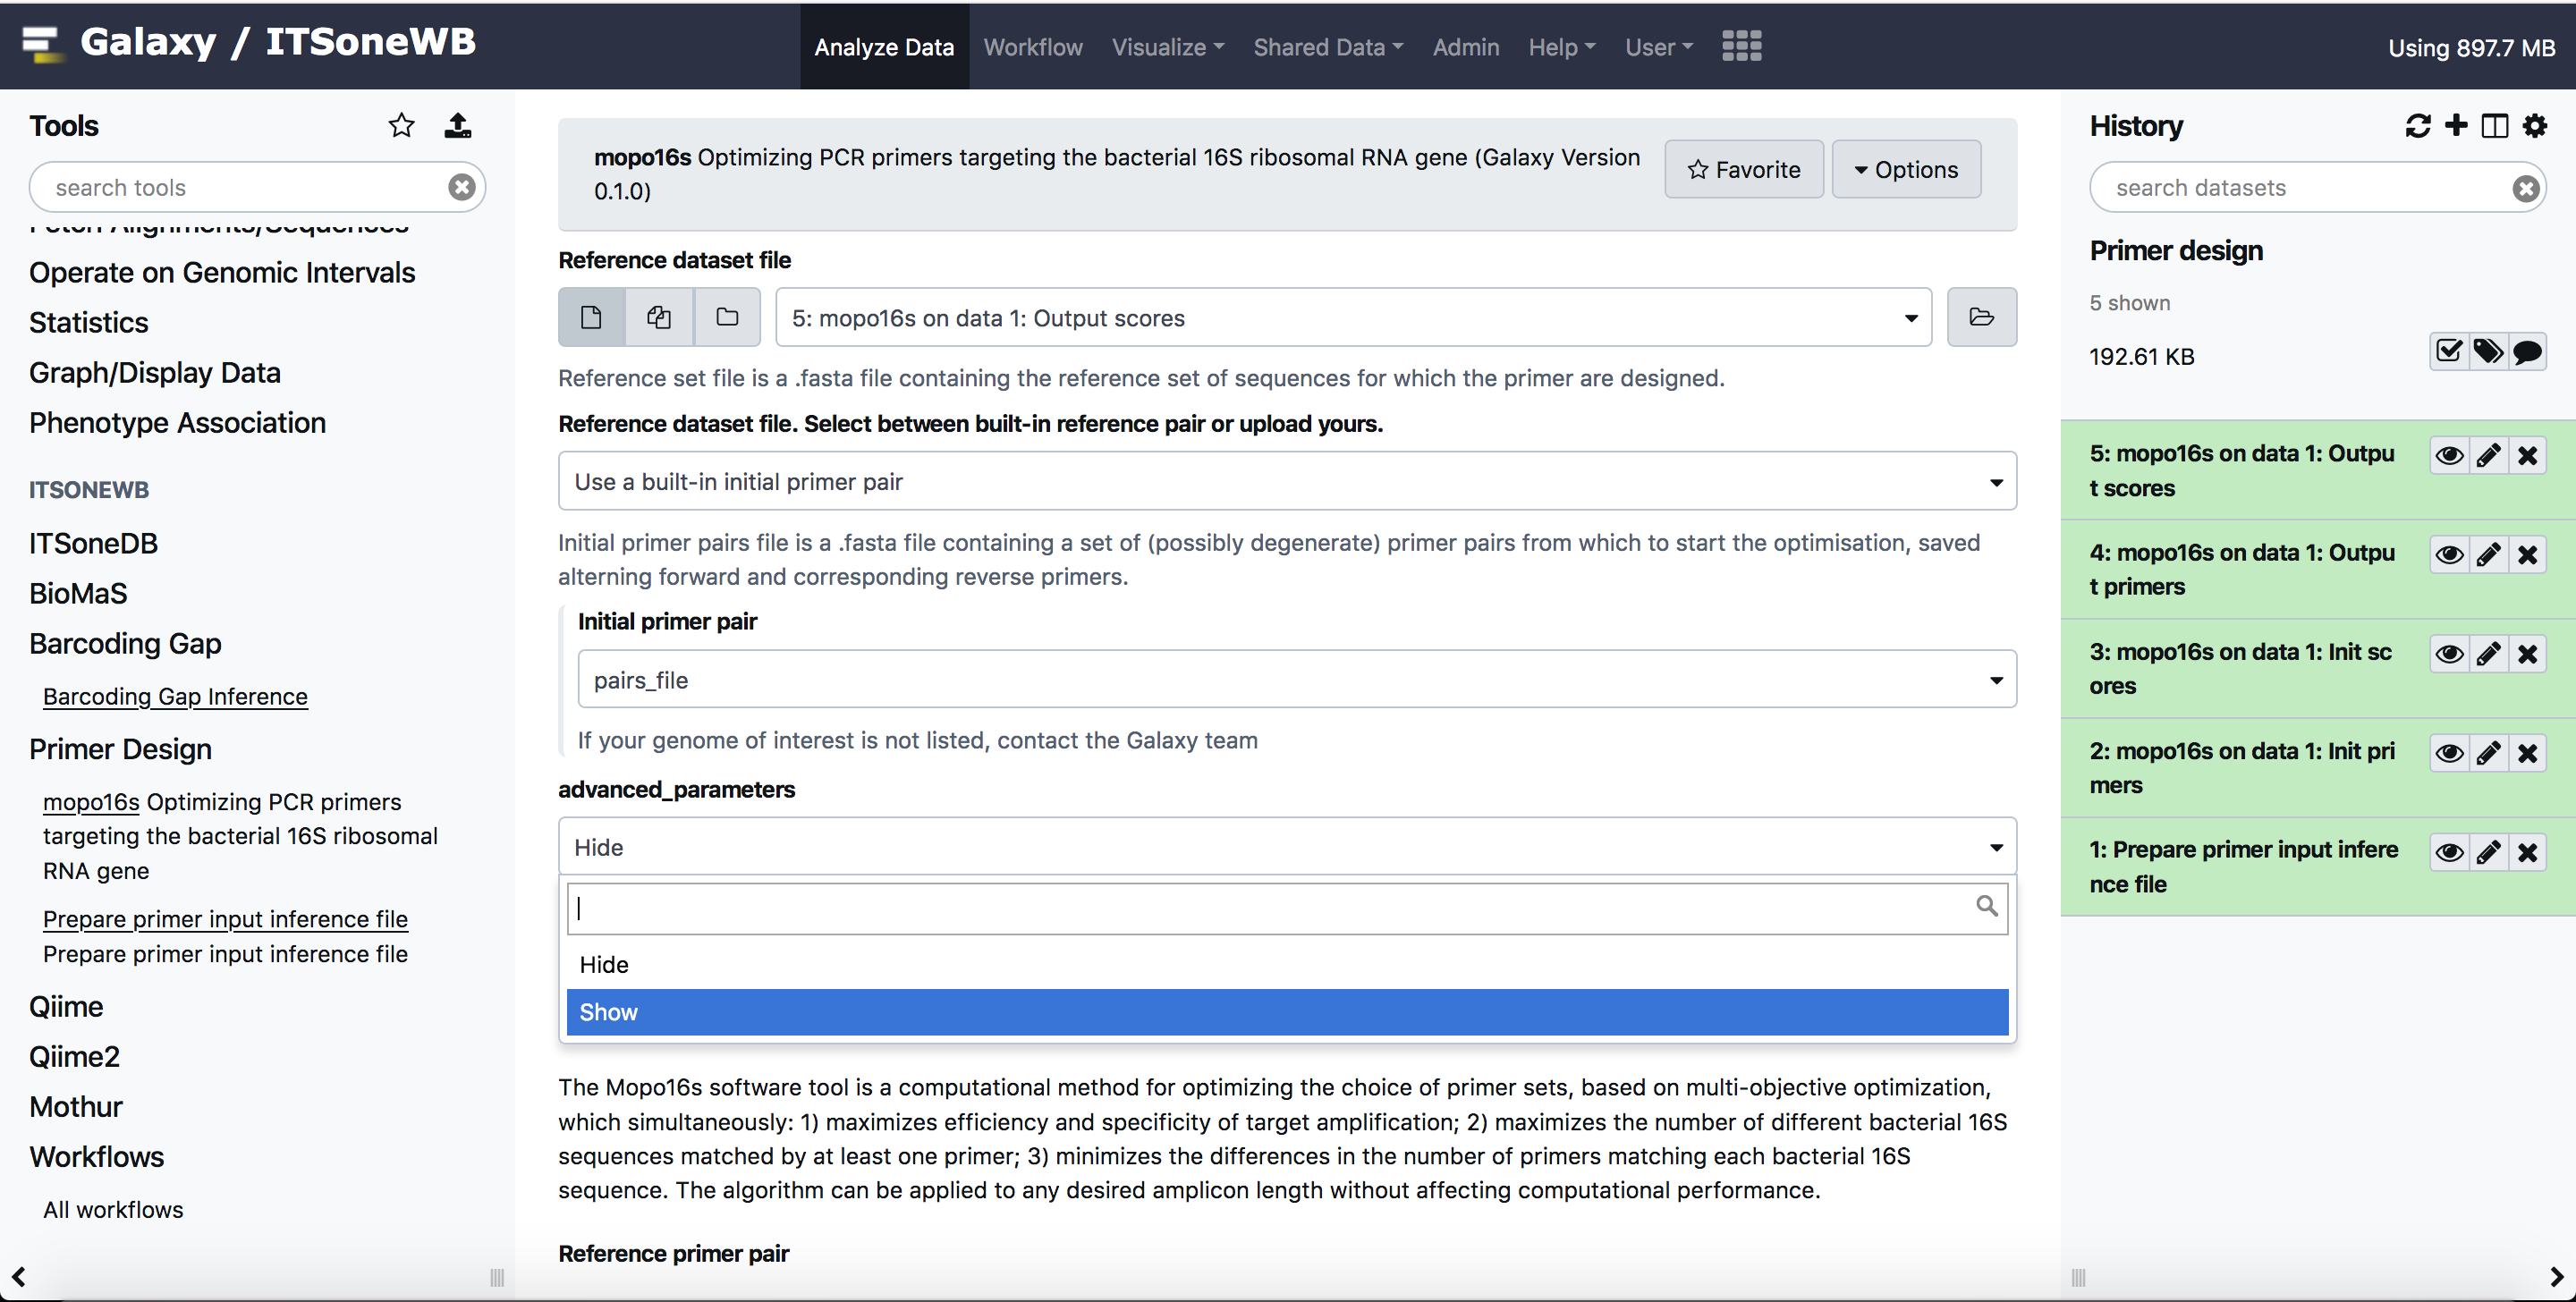 Galaxy / ITSoneWB
Analyze Data
Workflow
Visualize
Shared Data
Admin
Help
User
Using 897.7 MB
Tools
search tools
Fetch Alignments/Sequences
Operate on Genomic Intervals
Statistics
Graph/Display Data
Phenotype Association
ITSONEWB
ITSoneDB
BioMaS
Barcoding Gap
Barcoding Gap Inference
Primer Design
mopo16s Optimizing PCR primers
targeting the bacterial 16S ribosomal
RNA gene
Prepare primer input inference file
Prepare primer input inference file
Qiime
Qiime2
Mothur
Workflows
All workflows
mopo16s Optimizing PCR primers targeting the bacterial 16S ribosomal RNA gene (Galaxy Version
0.1.0)
Favorite
Options
Reference dataset file
5: mopo16s on data 1: Output scores
Reference set file is a .fasta file containing the reference set of sequences for which the primer are designed.
Reference dataset file. Select between built-in reference pair or upload yours.
Use a built-in initial primer pair
Initial primer pairs file is a .fasta file containing a set of (possibly degenerate) primer pairs from which to start the optimisation, saved
alterning forward and corresponding reverse primers.
Initial primer pair
pairs_file
If your genome of interest is not listed, contact the Galaxy team
advanced_parameters
Hide
Hide
Show
The Mopo16s software tool is a computational method for optimizing the choice of primer sets, based on multi-objective optimization,
which simultaneously: 1) maximizes efficiency and specificity of target amplification; 2) maximizes the number of different bacterial 16S
sequences matched by at least one primer; 3) minimizes the differences in the number of primers matching each bacterial 16S
sequence. The algorithm can be applied to any desired amplicon length without affecting computational performance.
Reference primer pair
History
search datasets
Primer design
5 shown
192.61 KB
5: mopo16s on data 1: Outpu
t scores
4: mopo16s on data 1: Outpu
t primers
3: mopo16s on data 1: Init sc
ores
2: mopo16s on data 1: Init pri
mers
1: Prepare primer input infere
nce file